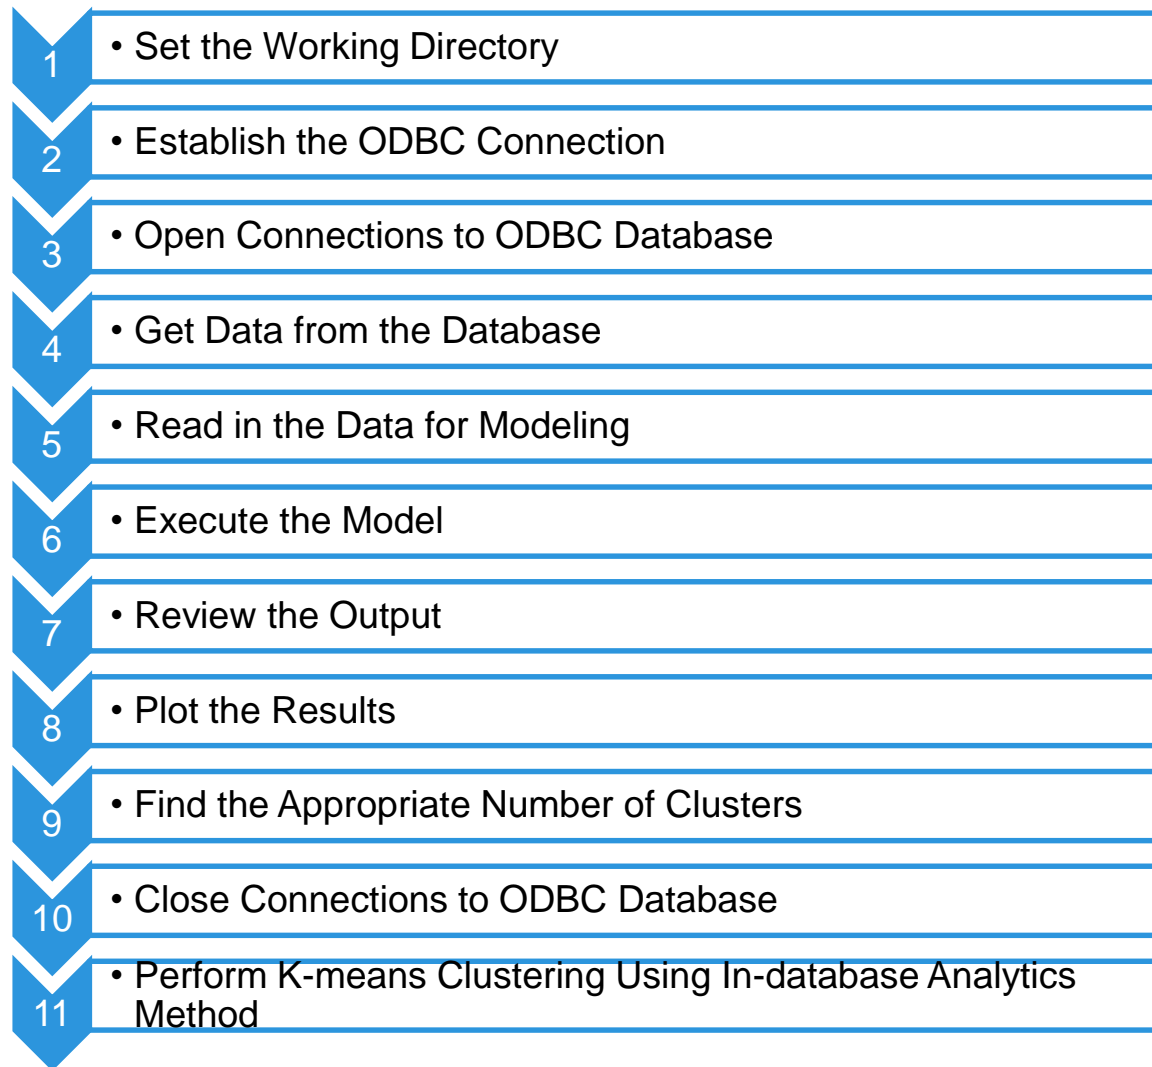 1
• Set the Working Directory
2
• Establish the ODBC Connection
3
• Open Connections to ODBC Database
4
• Get Data from the Database
5
• Read in the Data for Modeling
6
• Execute the Model
7
• Review the Output
8
• Plot the Results
9
• Find the Appropriate Number of Clusters
10
• Close Connections to ODBC Database
11
• Perform K-means Clustering Using In-database Analytics
Method